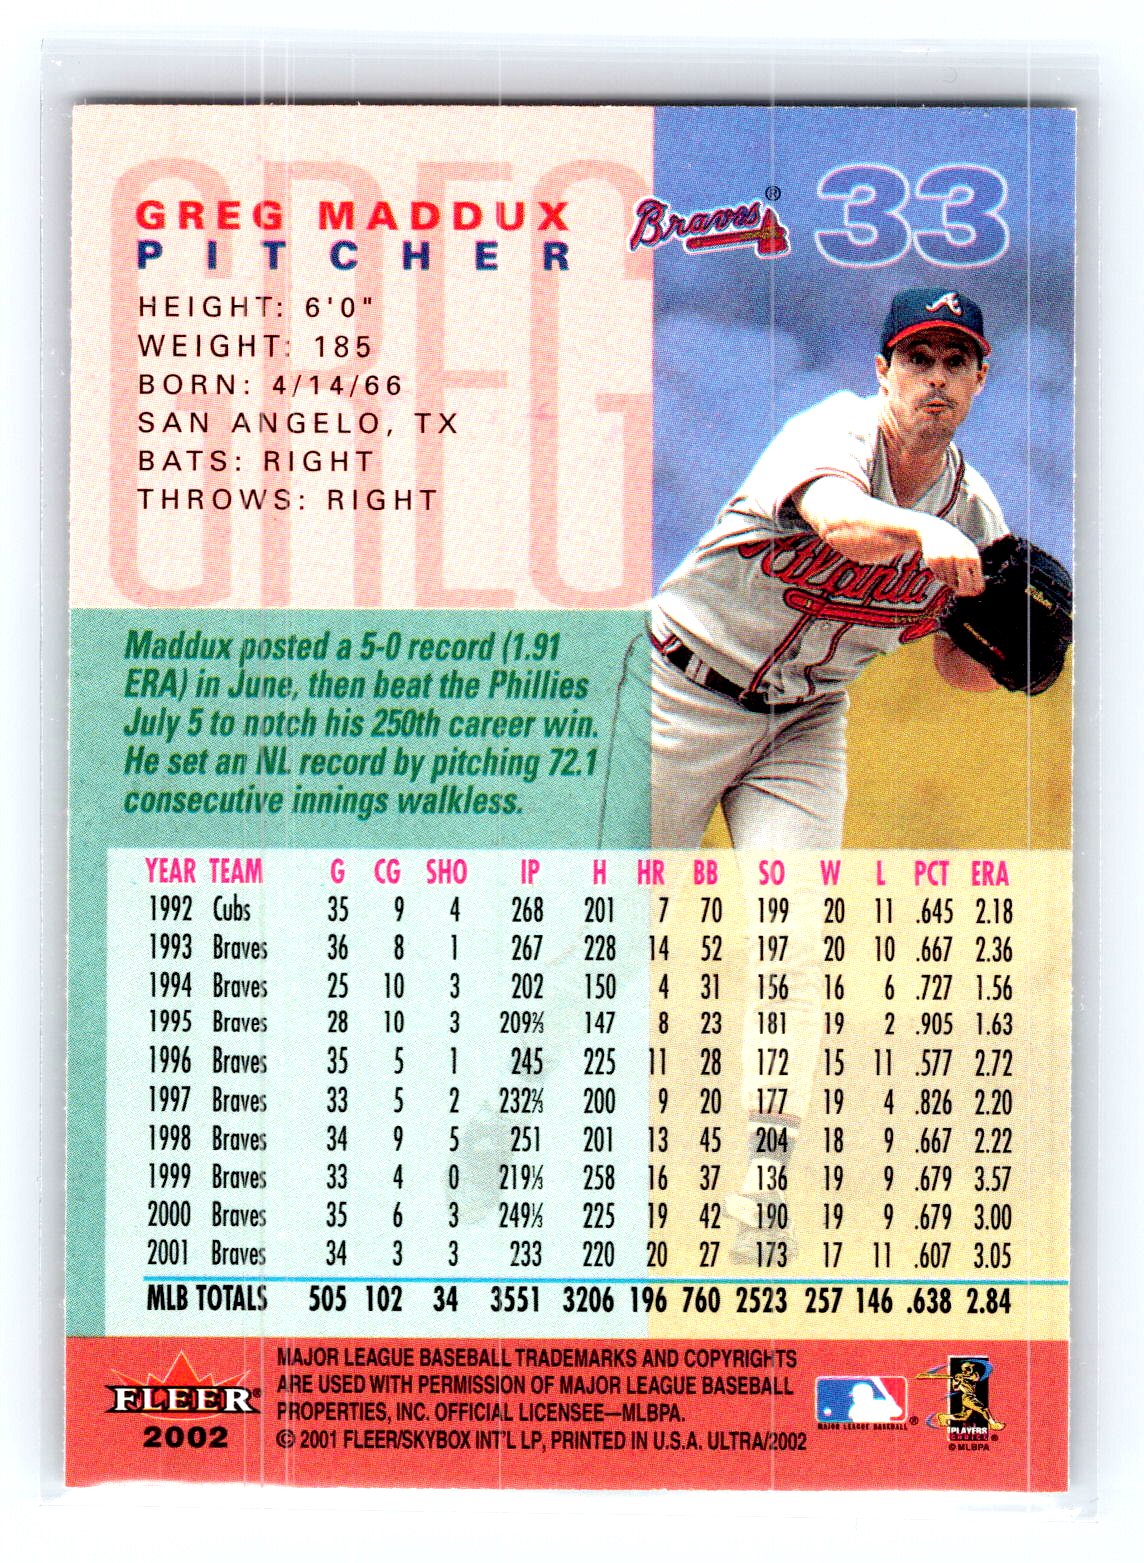 GREG
GREG MADDUX
PITCHER
Braves® 33
HEIGHT: 6'0"
WEIGHT: 185
BORN: 4/14/66
SAN ANGELO, TX
BATS: RIGHT
THROWS: RIGHT
A
Atlanta
Wilson
Maddux posted a 5-0 record (1.91
ERA) in June, then beat the Phillies
July 5 to notch his 250th career win.
He set an NL record by pitching 72.1
consecutive innings walkless.
YEAR TEAM G CG SHO IP H HR BB SO W L PCT ERA
1992 Cubs 35 9 4 268 201 7 70 199 20 11 .645 2.18
1993 Braves 36 8 1 267 228 14 52 197 20 10 .667 2.36
1994 Braves 25 10 3 202 150 4 31 156 16 6 .727 1.56
1995 Braves 28 10 3 209⅔ 147 8 23 181 19 2 .905 1.63
1996 Braves 35 5 1 245 225 11 28 172 15 11 .577 2.72
1997 Braves 33 5 2 232⅔ 200 9 20 177 19 4 .826 2.20
1998 Braves 34 9 5 251 201 13 45 204 18 9 .667 2.22
1999 Braves 33 4 0 219⅓ 258 16 37 136 19 9 .679 3.57
2000 Braves 35 6 3 249⅓ 225 19 42 190 19 9 .679 3.00
2001 Braves 34 3 3 233 220 20 27 173 17 11 .607 3.05
MLB TOTALS 505 102 34 3551 3206 196 760 2523 257 146 .638 2.84
FLEER®
2002
MAJOR LEAGUE BASEBALL TRADEMARKS AND COPYRIGHTS
ARE USED WITH PERMISSION OF MAJOR LEAGUE BASEBALL
PROPERTIES, INC. OFFICIAL LICENSEE—MLBPA.
© 2001 FLEER/SKYBOX INT'L LP, PRINTED IN U.S.A. ULTRA/2002
MAJOR LEAGUE BASEBALL®
PLAYERS
CHOICE®
©MLBPA